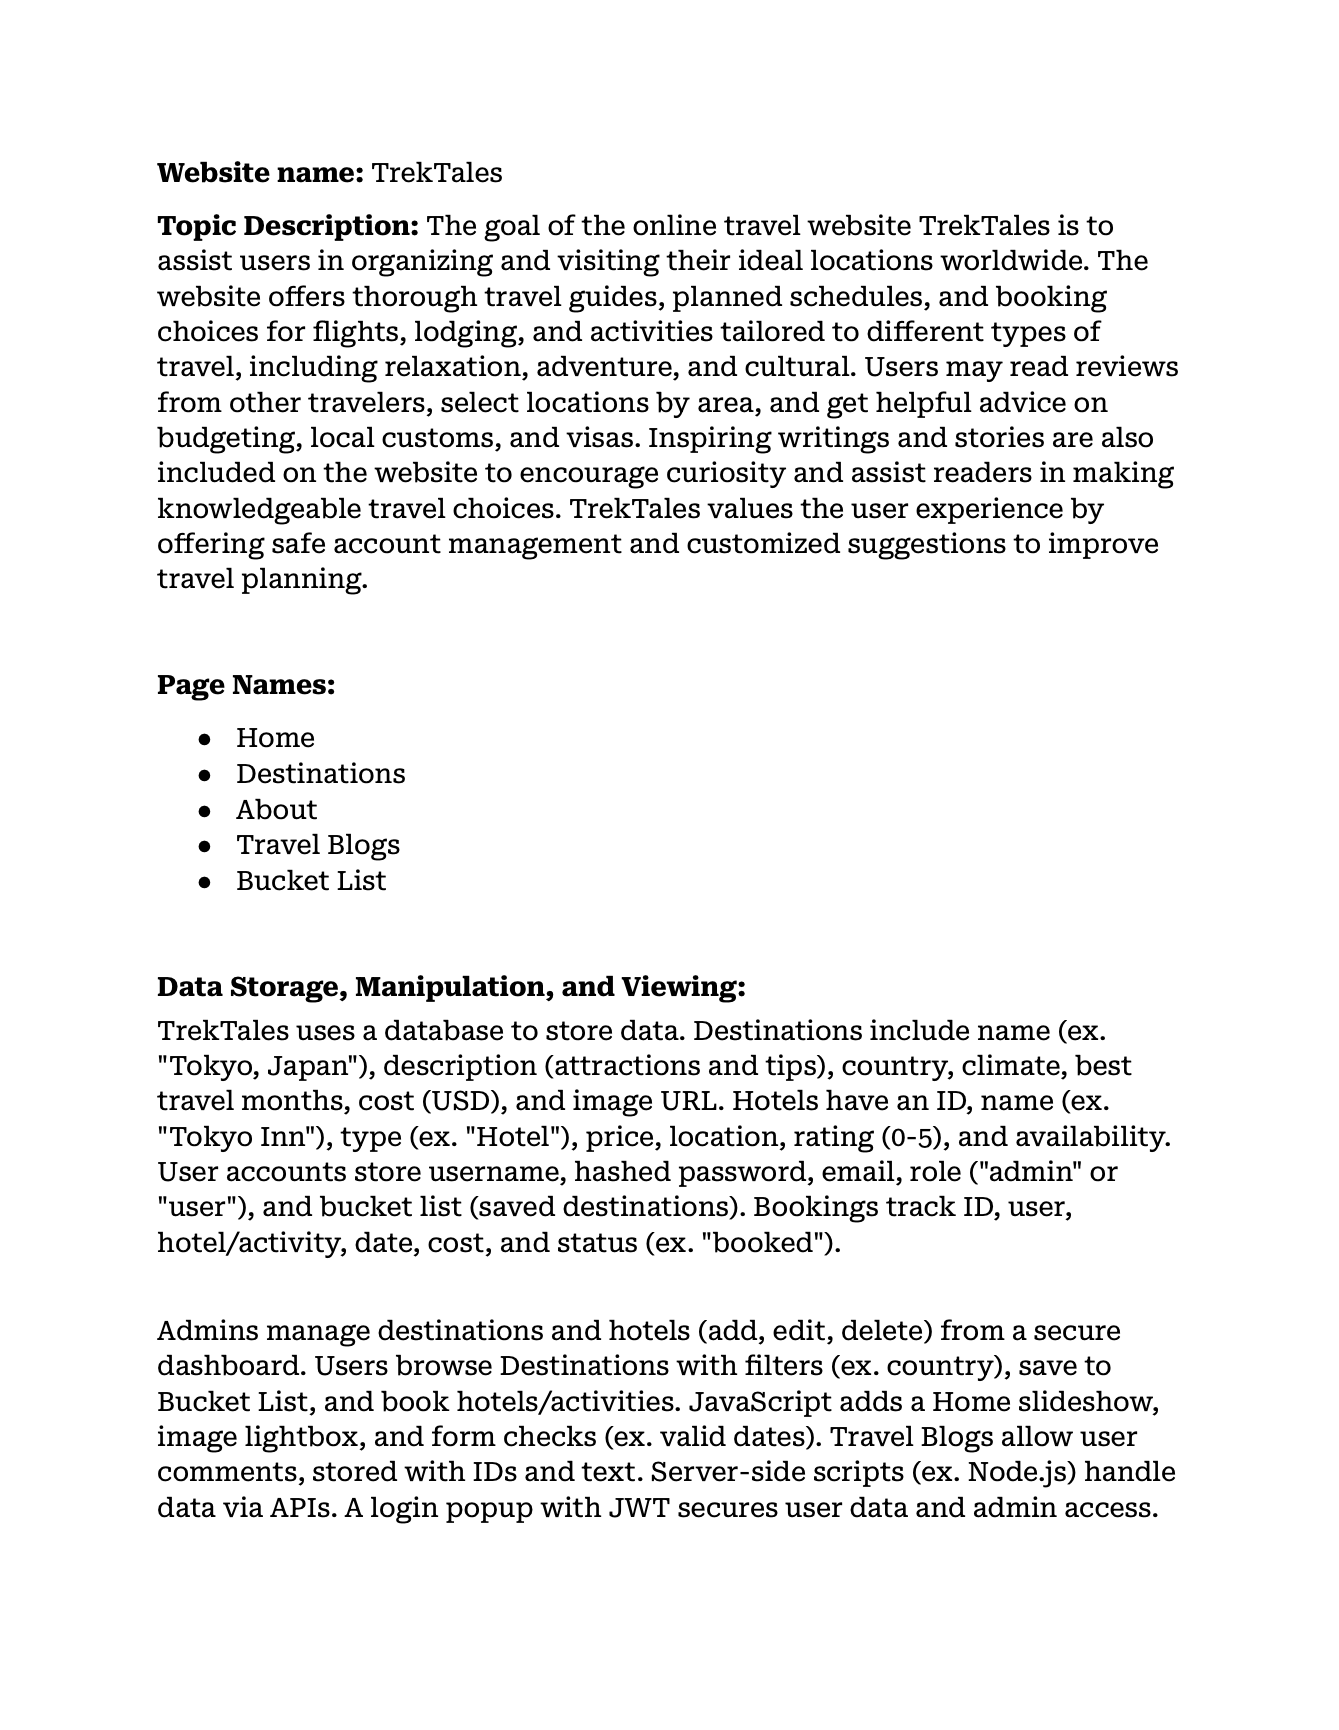 Website name: TrekTales
Topic Description: The goal of the online travel website TrekTales is to
assist users in organizing and visiting their ideal locations worldwide. The
website offers thorough travel guides, planned schedules, and booking
choices for flights, lodging, and activities tailored to different types of
travel, including relaxation, adventure, and cultural. Users may read reviews
from other travelers, select locations by area, and get helpful advice on
budgeting, local customs, and visas. Inspiring writings and stories are also
included on the website to encourage curiosity and assist readers in making
knowledgeable travel choices. TrekTales values the user experience by
offering safe account management and customized suggestions to improve
travel planning.
Page Names:
● Home
● Destinations
● About
● Travel Blogs
● Bucket List
Data Storage, Manipulation, and Viewing:
TrekTales uses a database to store data. Destinations include name (ex.
"Tokyo, Japan"), description (attractions and tips), country, climate, best
travel months, cost (USD), and image URL. Hotels have an ID, name (ex.
"Tokyo Inn"), type (ex. "Hotel"), price, location, rating (0-5), and availability.
User accounts store username, hashed password, email, role ("admin" or
"user"), and bucket list (saved destinations). Bookings track ID, user,
hotel/activity, date, cost, and status (ex. "booked").
Admins manage destinations and hotels (add, edit, delete) from a secure
dashboard. Users browse Destinations with filters (ex. country), save to
Bucket List, and book hotels/activities. JavaScript adds a Home slideshow,
image lightbox, and form checks (ex. valid dates). Travel Blogs allow user
comments, stored with IDs and text. Server-side scripts (ex. Node.js) handle
data via APIs. A login popup with JWT secures user data and admin access.